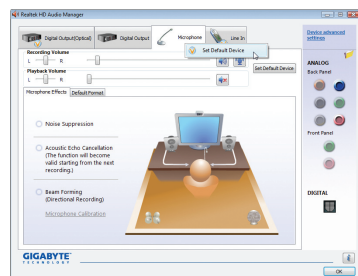 Realtek HD Audio Manager
Digital Output(Optical)
Digital Output
Microphone
Line In
Device advanced
settings
Set Default Device
Recording Volume
L
R
Set Default Device
Playback Volume
L
R
Microphone Effects
Default Format
Noise Suppression
Acoustic Echo Cancellation
(The function will become
valid starting from the next
recording.)
Beam Forming
(Directional Recording)
Microphone Calibration
ANALOG
Back Panel
Front Panel
DIGITAL
GIGABYTE
TECHNOLOGY
i
OK